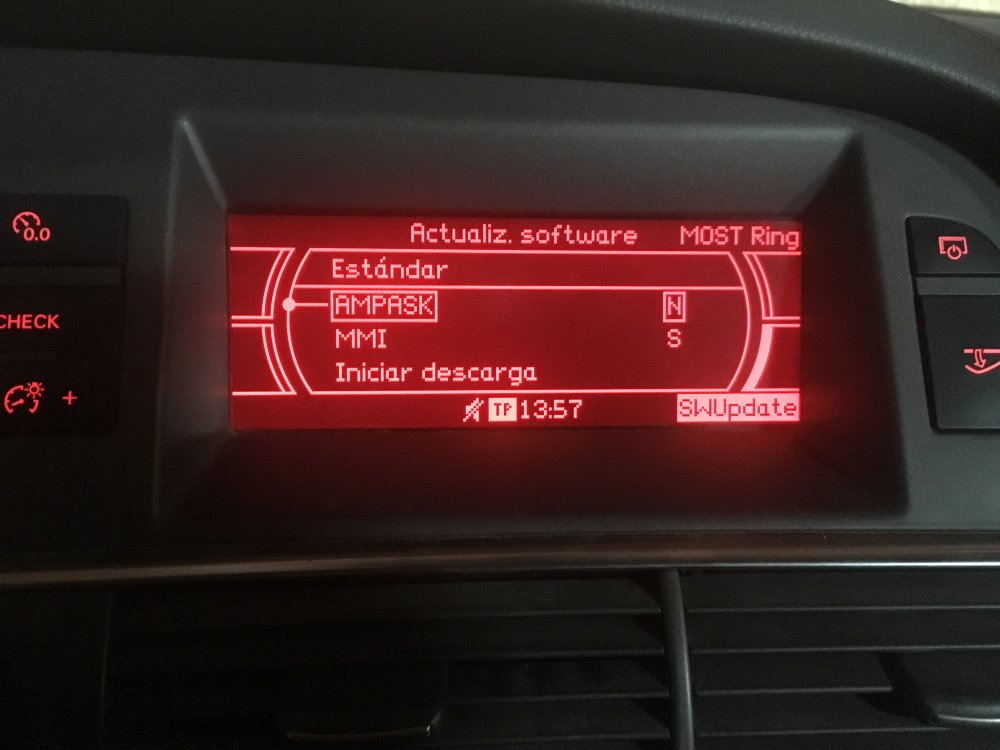 0.0
CHECK
+
Actualiz. software MOST Ring
Estándar
AMPASK N
MMI S
Iniciar descarga
TP 13:57 SWUpdate